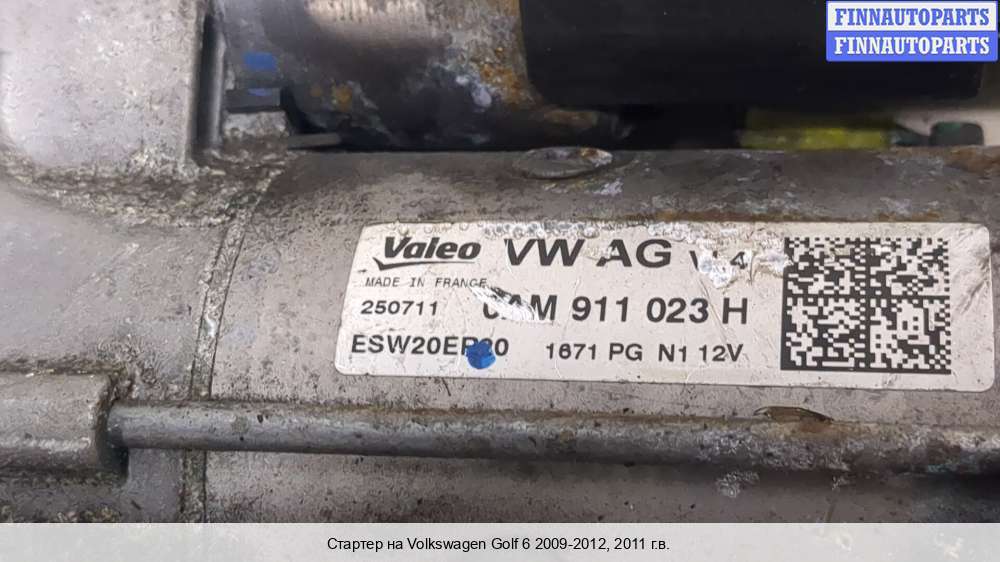 FINNAUTOPARTS
FINNAUTOPARTS
Valeo VW AG
MADE IN FRANCE
250711 911 023 H
1671 PG N1 12V
Стартер на Volkswagen Golf 6 2009-2012, 2011 г.в.